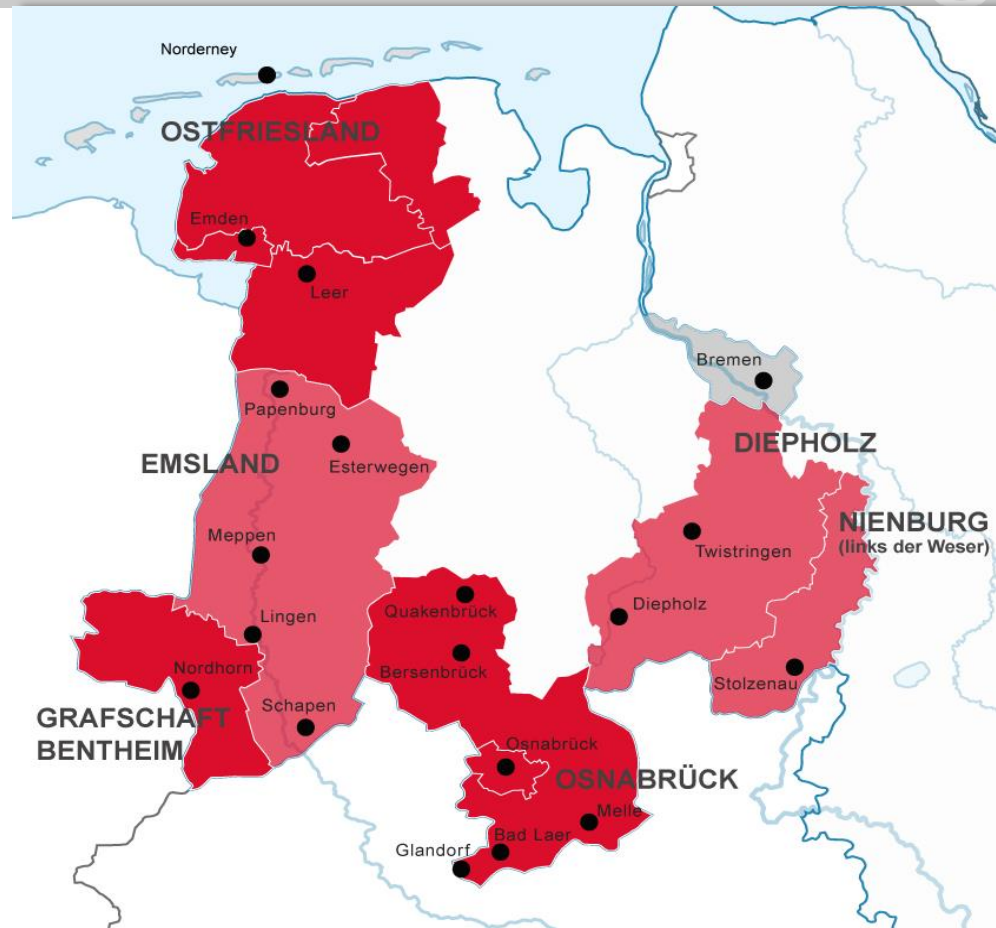 Norderney
OSTFRIESLAND
Emden
Leer
Bremen
Papenburg
DIEPHOLZ
EMSLAND
Esterwegen
NIENBURG
(links der Weser)
Meppen
Twistringen
Diepholz
Quakenbrück
Lingen
Bersenbrück
Nordhorn
Stolzenau
Schapen
GRAFSCHAFT
BENTHEIM
Osnabrück
OSNABRÜCK
Melle
Bad Laer
Glandorf